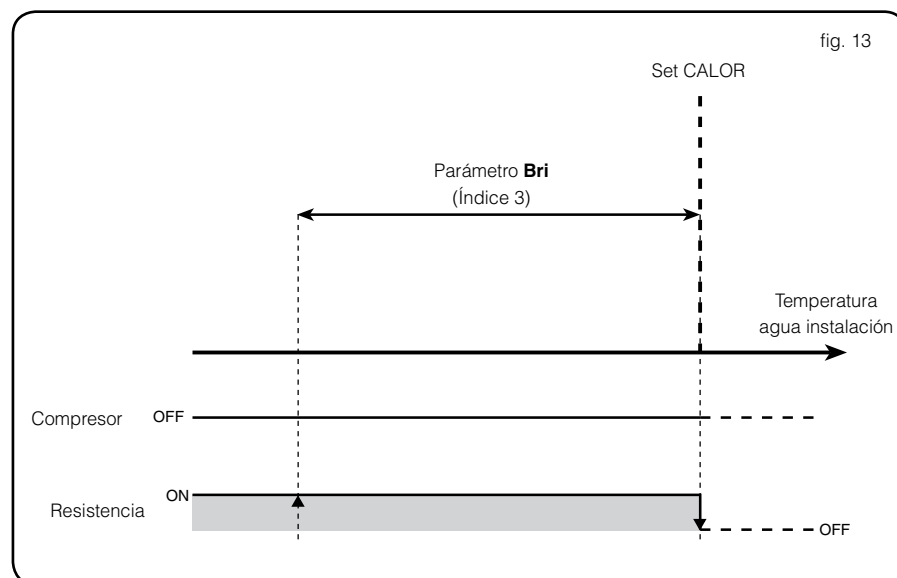 fig. 13
Set CALOR
Parámetro Bri
(Índice 3)
Temperatura
agua instalación
Compresor OFF
ON
Resistencia
OFF